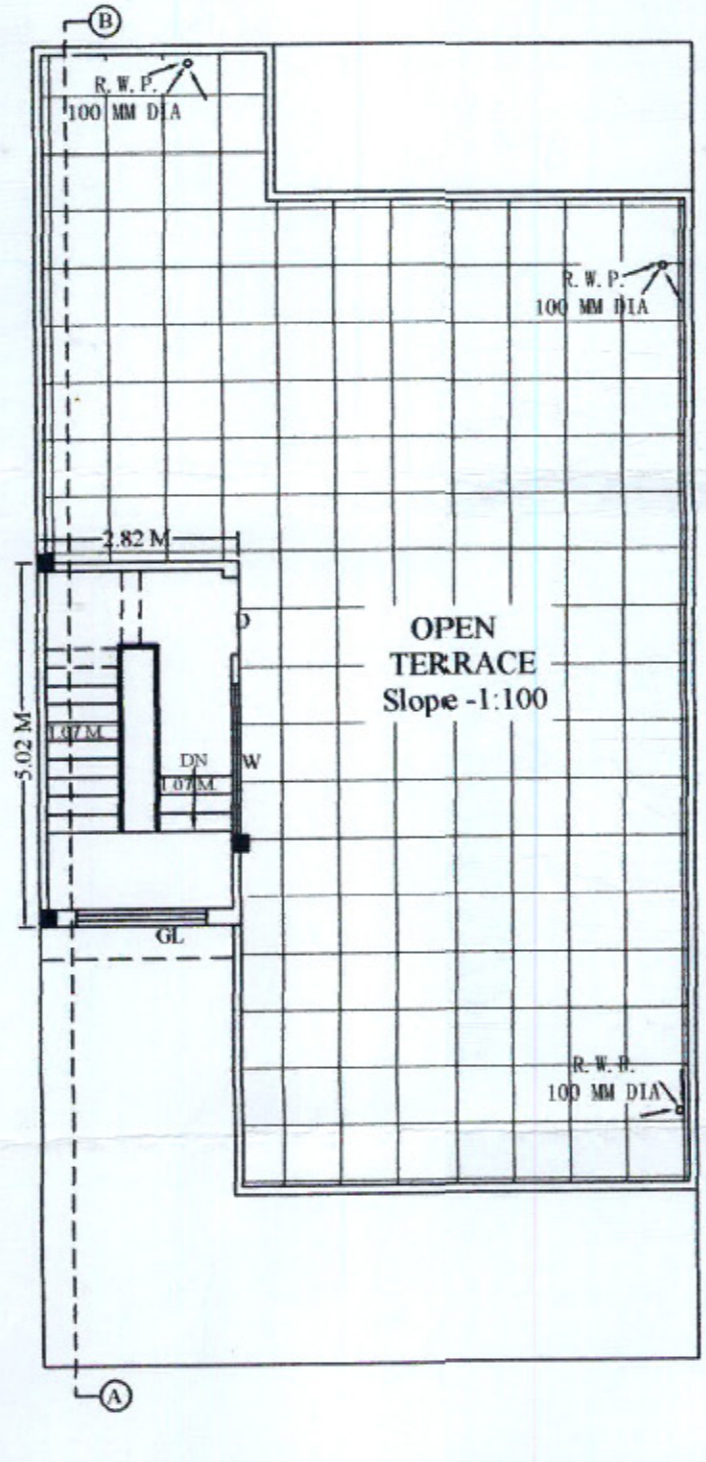 B
R. W. P.
100 MM DIA
R. W. P.
100 MM DIA
2.82 M
OPEN
TERRACE
Slope -1:100
5.02 M
1.07 M.
DN
1.07 M.
W
D
GL
R. W. P.
100 MM DIA
A